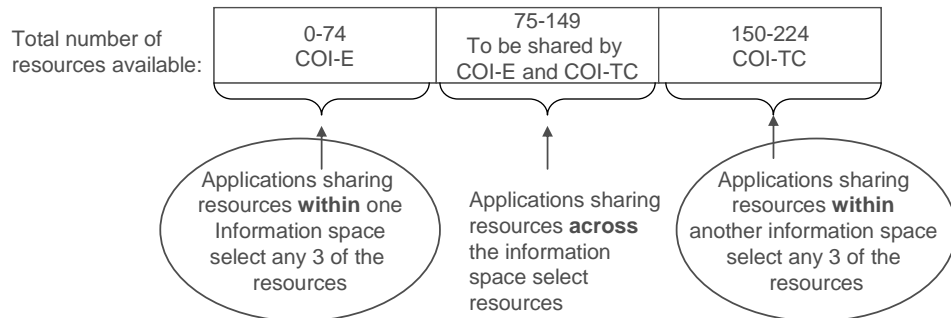 Total number of
resources available:
0-74
COI-E
75-149
To be shared by
COI-E and COI-TC
150-224
COI-TC
Applications sharing
resources within one
Information space
select any 3 of the
resources
Applications sharing
resources across
the information
space select
resources
Applications sharing
resources within
another information space
select any 3 of the
resources